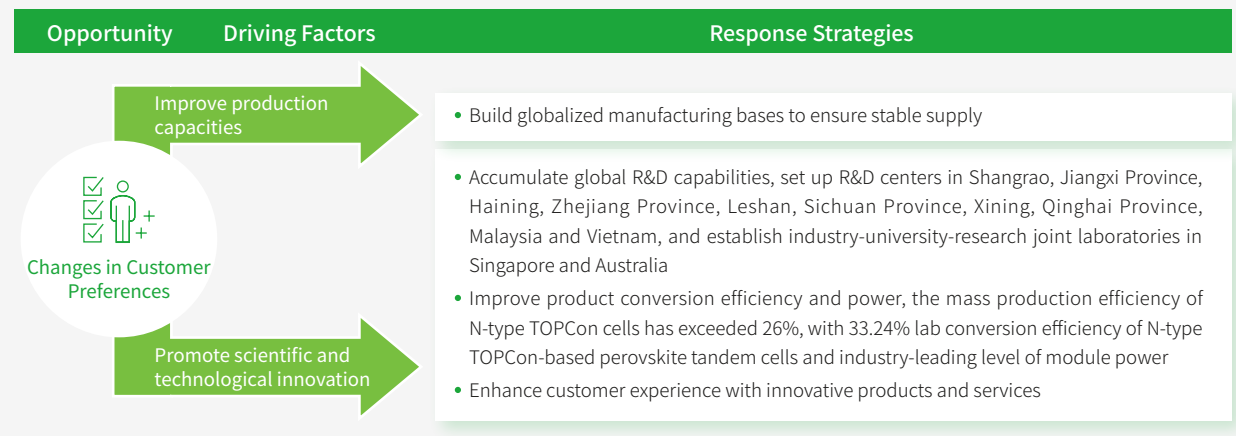 Opportunity Driving Factors Response Strategies
Improve production
capacities
• Build globalized manufacturing bases to ensure stable supply
Changes in Customer
Preferences
Promote scientific and
technological innovation
• Accumulate global R&D capabilities, set up R&D centers in Shangrao, Jiangxi Province,
Haining, Zhejiang Province, Leshan, Sichuan Province, Xining, Qinghai Province,
Malaysia and Vietnam, and establish industry-university-research joint laboratories in
Singapore and Australia
• Improve product conversion efficiency and power, the mass production efficiency of
N-type TOPCon cells has exceeded 26%, with 33.24% lab conversion efficiency of N-type
TOPCon-based perovskite tandem cells and industry-leading level of module power
• Enhance customer experience with innovative products and services